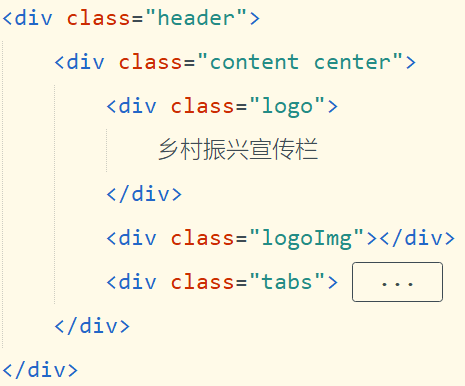 <div class="header">
<div class="content center">
<div class="logo">
乡村振兴宣传栏
</div>
<div class="logoImg"></div>
<div class="tabs"> ...
</div>
</div>